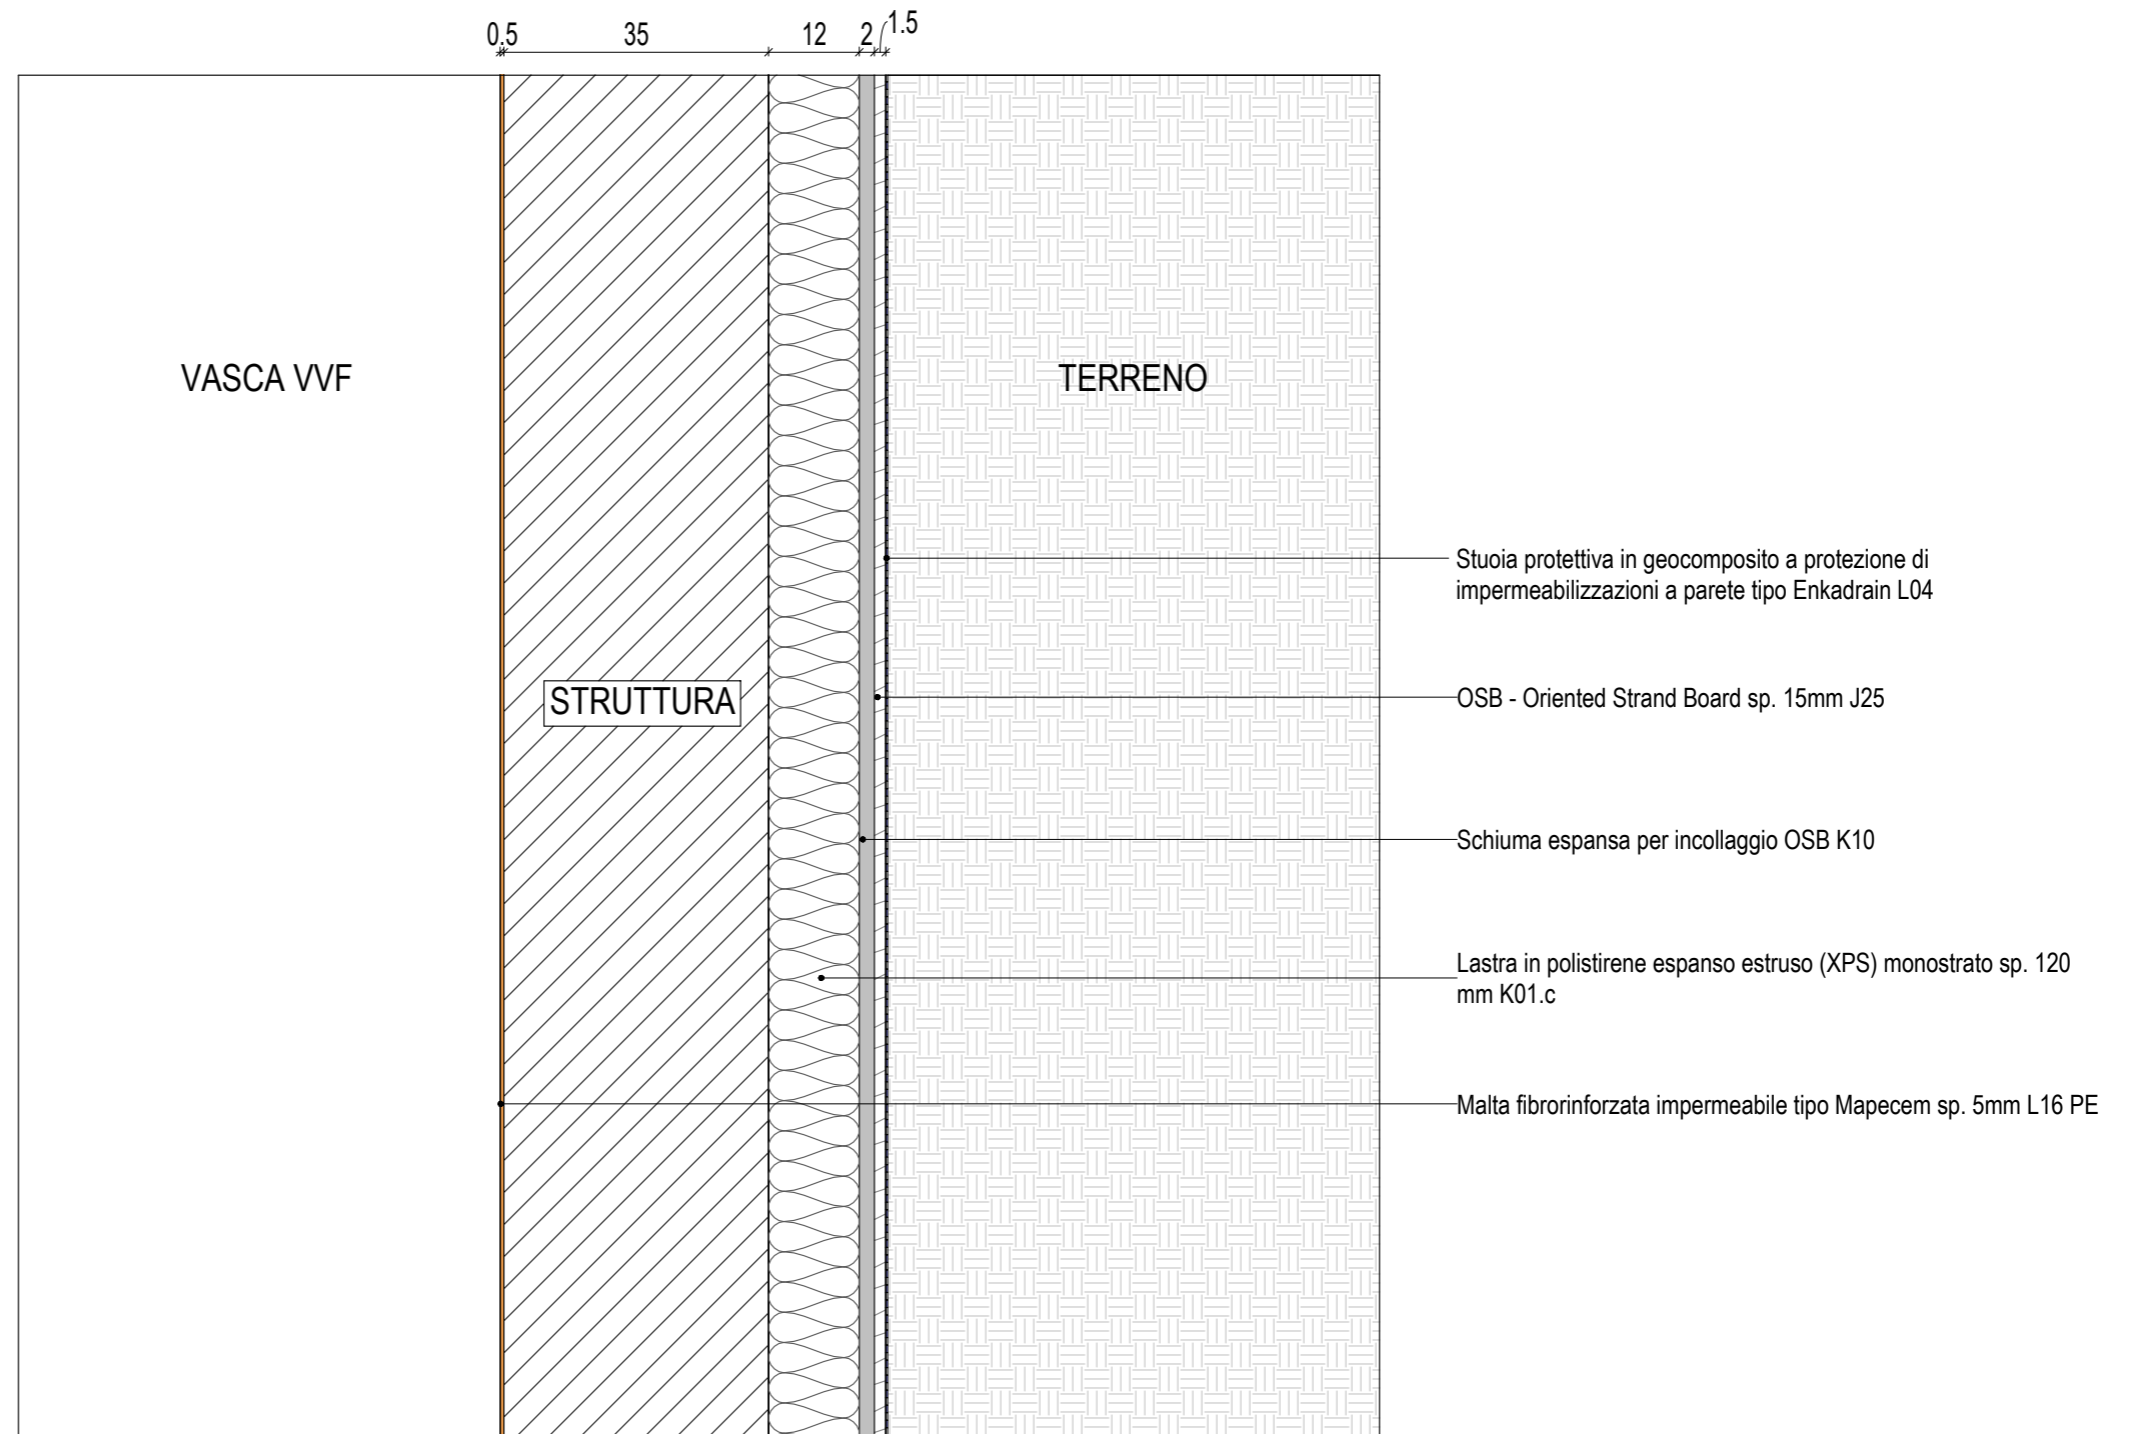 0.5 35 12 2 1.5
VASCA VVF
TERRENO
Stuoia protettiva in geocomposito a protezione di
impermeabilizzazioni a parete tipo Enkadrain L04
STRUTTURA
OSB - Oriented Strand Board sp. 15mm J25
Schiuma espansa per incollaggio OSB K10
Lastra in polistirene espanso estruso (XPS) monostrato sp. 120
mm K01.c
Malta fibrorinforzata impermeabile tipo Mapecem sp. 5mm L16 PE